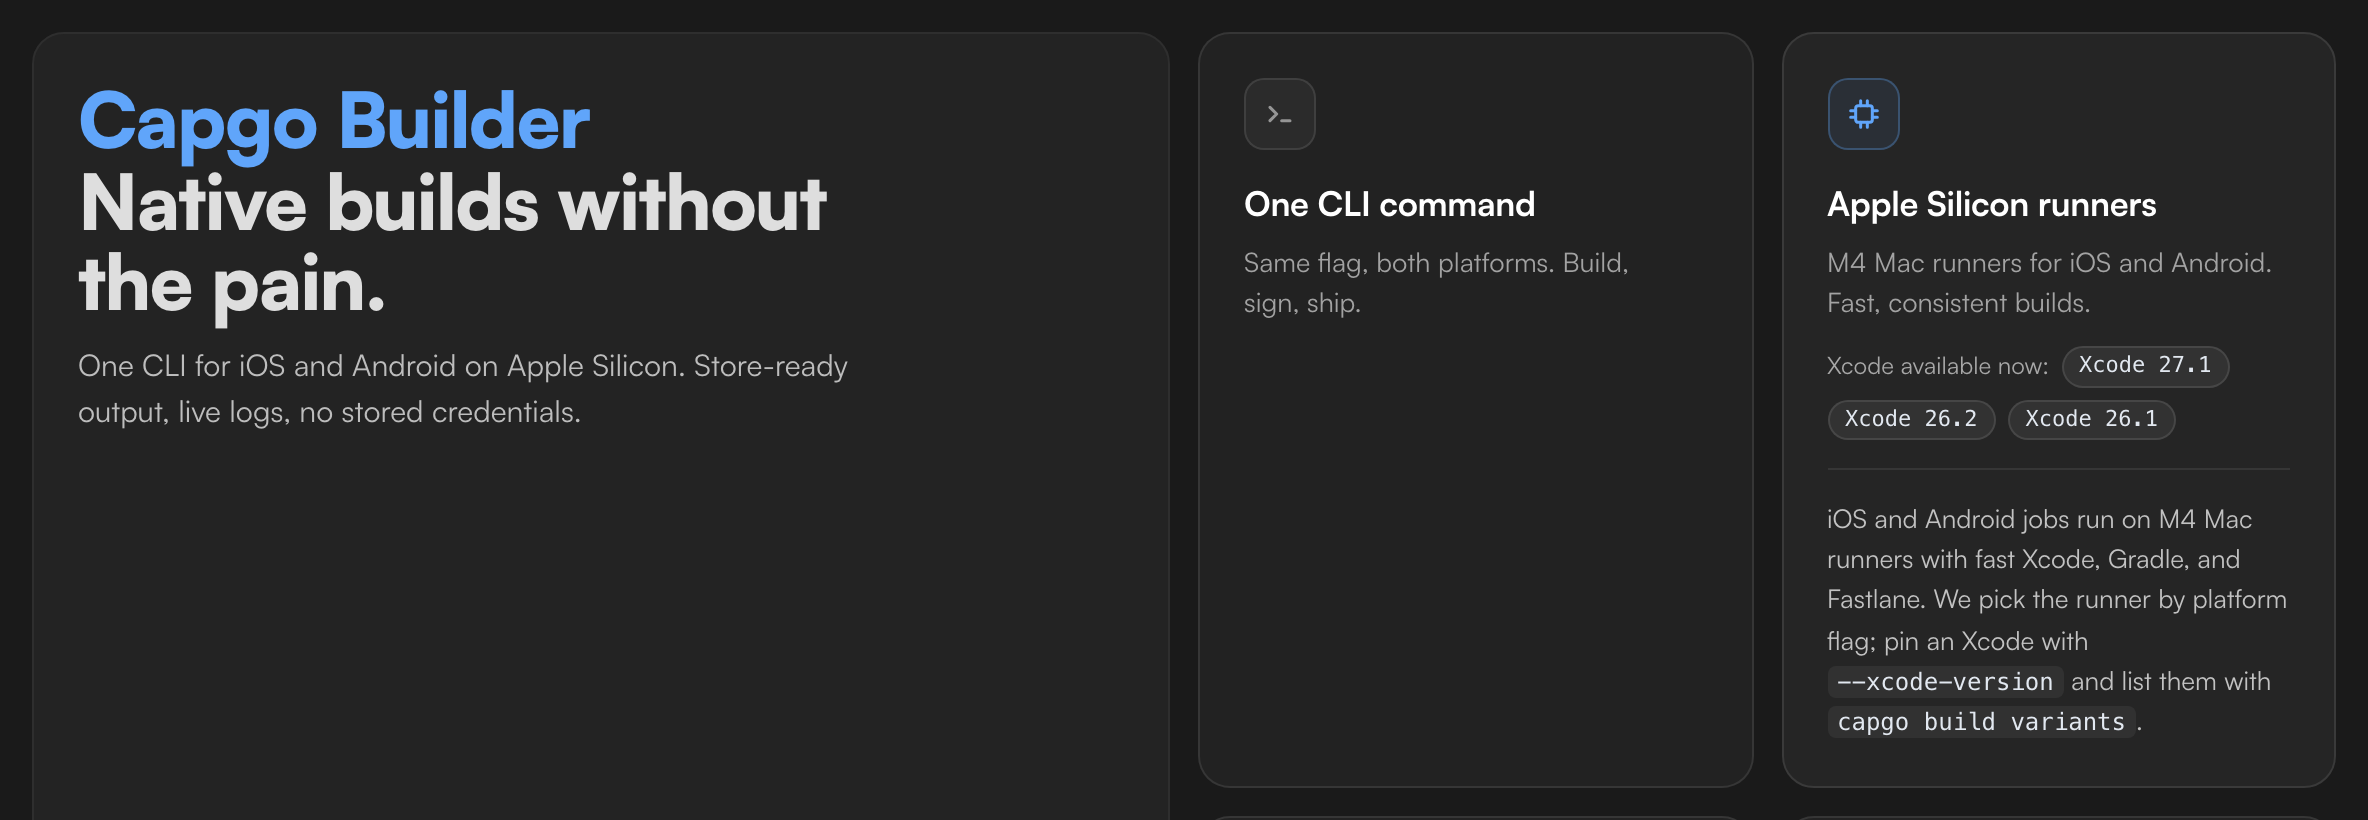 Capgo Builder
Native builds without
the pain.
One CLI for iOS and Android on Apple Silicon. Store-ready
output, live logs, no stored credentials.
One CLI command
Same flag, both platforms. Build,
sign, ship.
Apple Silicon runners
M4 Mac runners for iOS and Android.
Fast, consistent builds.
Xcode available now: Xcode 27.1
Xcode 26.2 Xcode 26.1
iOS and Android jobs run on M4 Mac
runners with fast Xcode, Gradle, and
Fastlane. We pick the runner by platform
flag; pin an Xcode with
--xcode-version and list them with
capgo build variants.